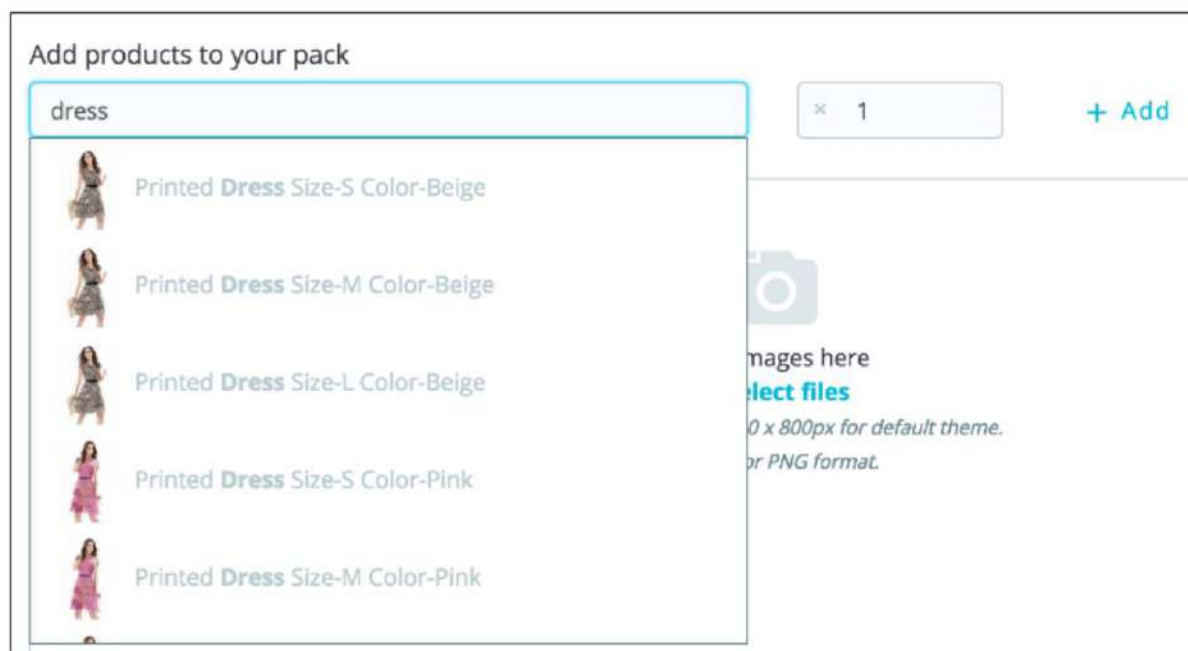 Add products to your pack
dress
× 1
+ Add
Printed Dress Size-S Color-Beige
Printed Dress Size-M Color-Beige
Printed Dress Size-L Color-Beige
Printed Dress Size-S Color-Pink
Printed Dress Size-M Color-Pink
mages here
elect files
0 x 800px for default theme.
or PNG format.